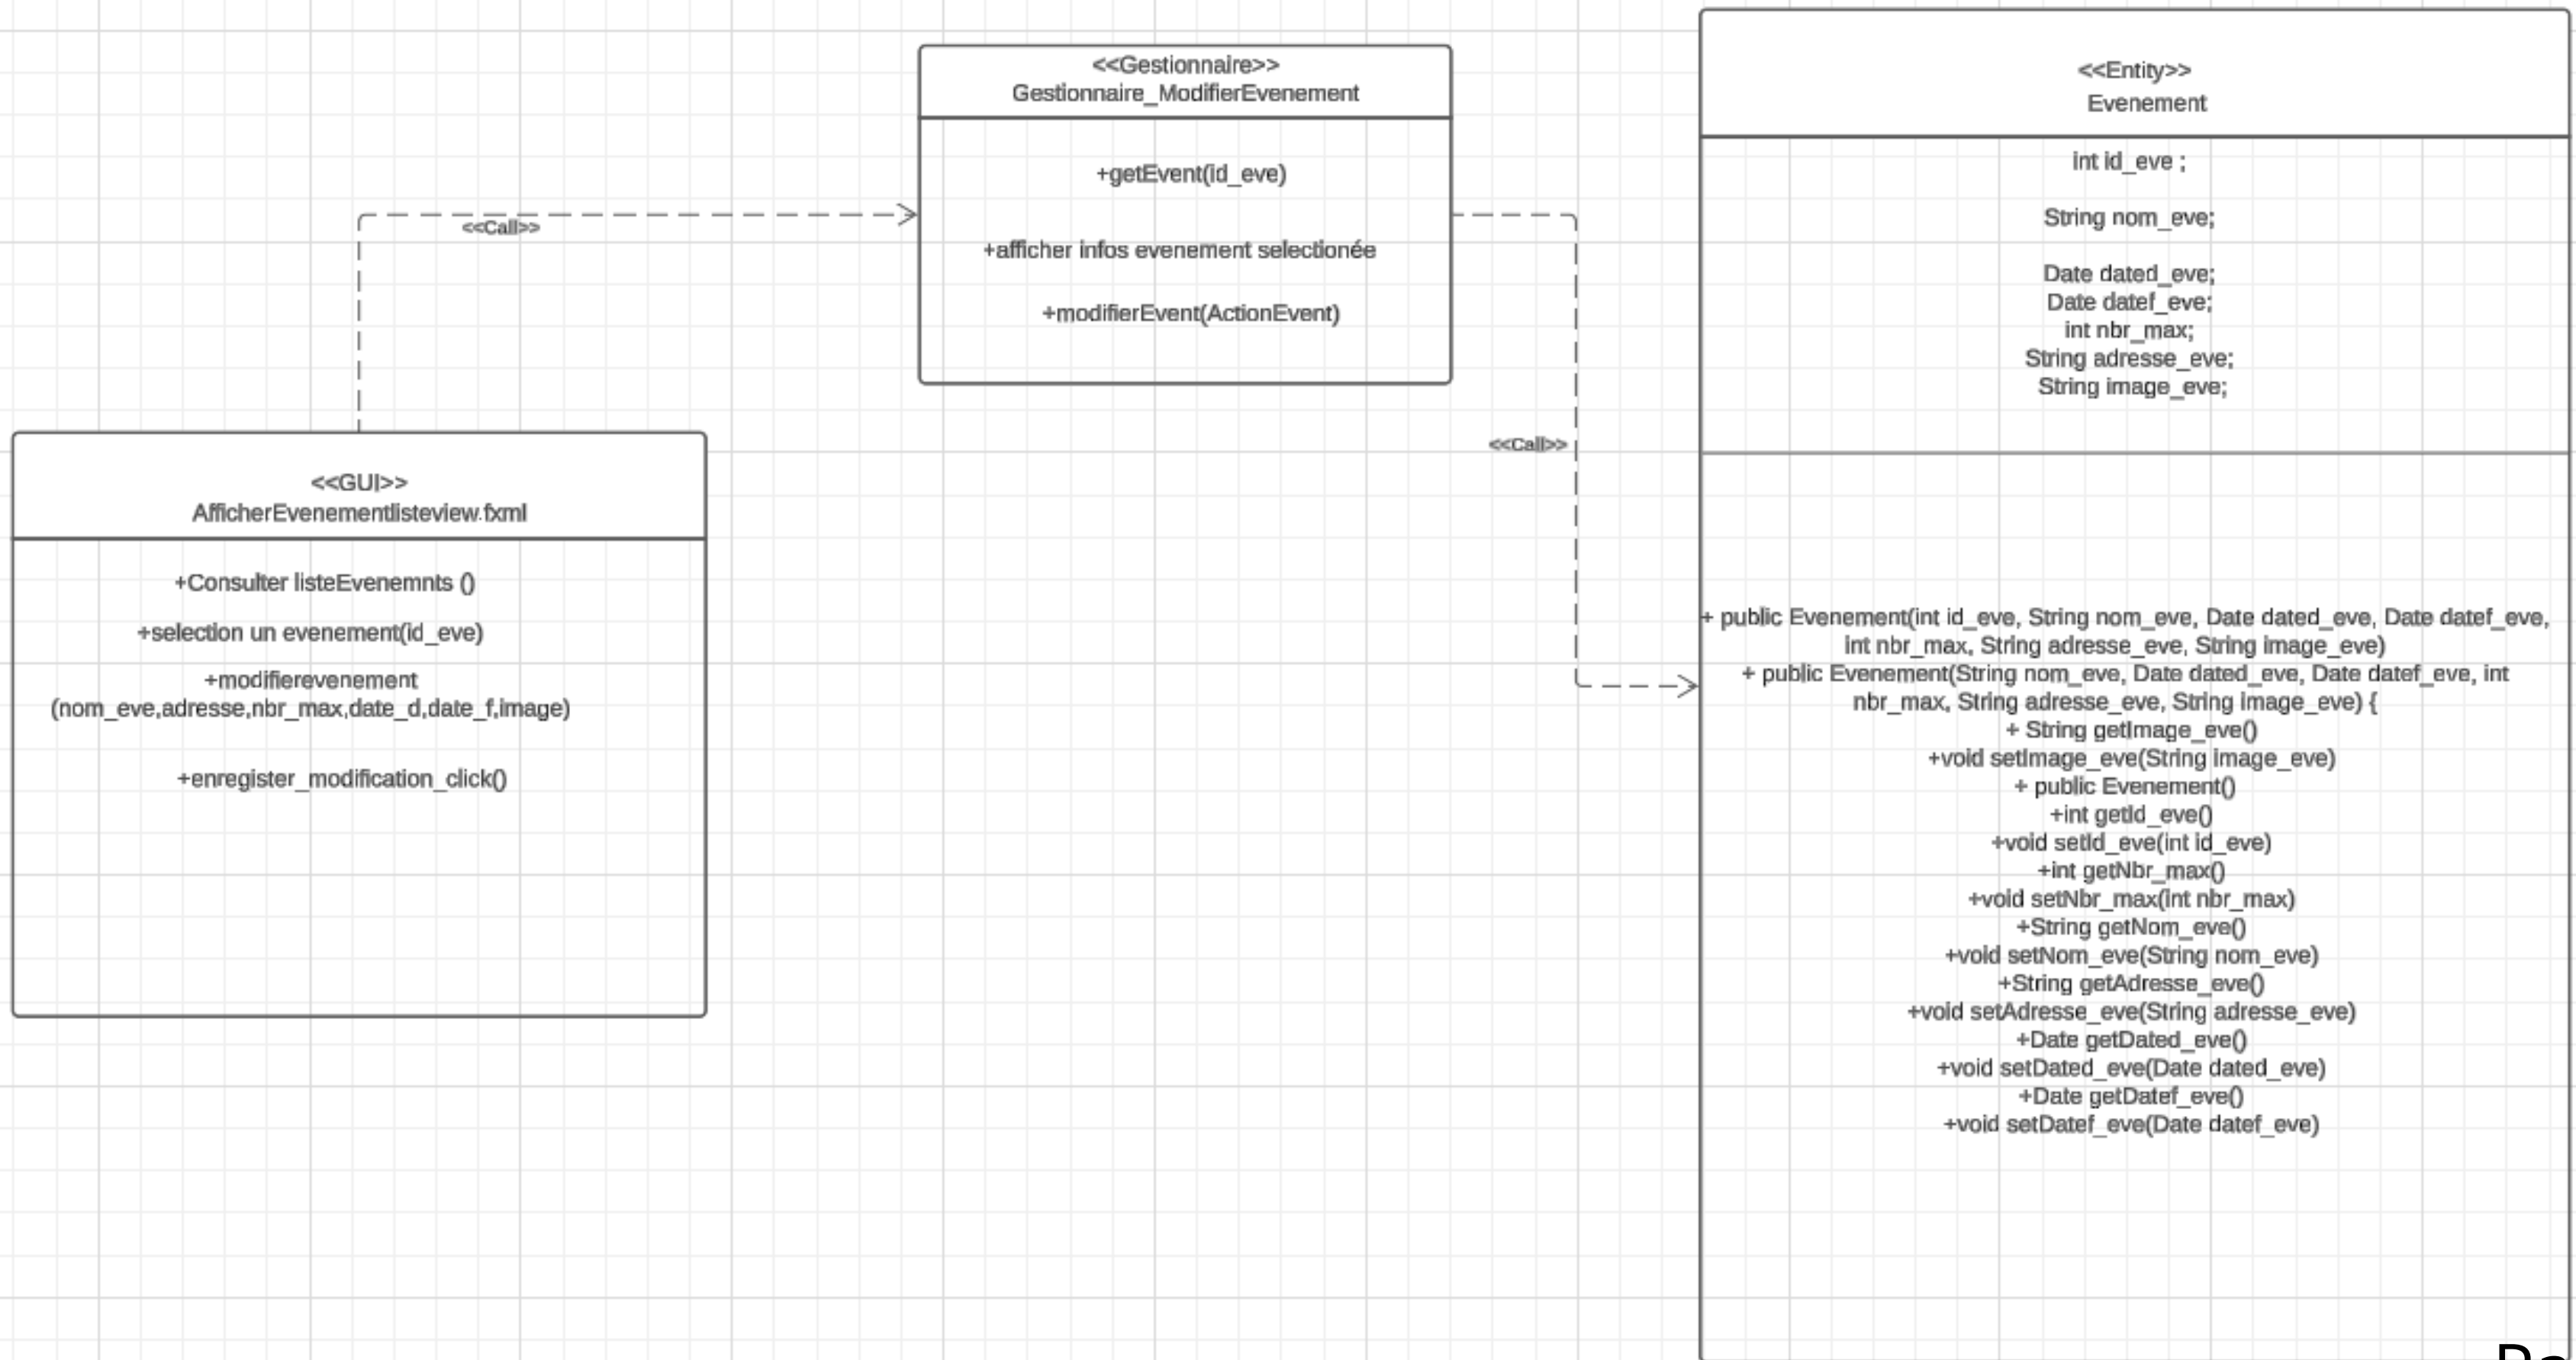 <<Gestionnaire>>
Gestionnaire_ModifierEvenement
+getEvent(id_eve)
+afficher infos evenement selectionée
+modifierEvent(ActionEvent)
<<Call>>
<<Call>>
<<GUI>>
AfficherEvenementlisteview.fxml
+Consulter listeEvenemnts ()
+selection un evenement(id_eve)
+modifierevenement
(nom_eve,adresse,nbr_max,date_d,date_f,image)
+enregister_modification_click()
<<Entity>>
Evenement
int id_eve ;
String nom_eve;
Date dated_eve;
Date datef_eve;
int nbr_max;
String adresse_eve;
String image_eve;
+ public Evenement(int id_eve, String nom_eve, Date dated_eve, Date datef_eve,
int nbr_max, String adresse_eve, String image_eve)
+ public Evenement(String nom_eve, Date dated_eve, Date datef_eve, int
nbr_max, String adresse_eve, String image_eve) {
+ String getImage_eve()
+void setImage_eve(String image_eve)
+ public Evenement()
+int getId_eve()
+void setId_eve(int id_eve)
+int getNbr_max()
+void setNbr_max(int nbr_max)
+String getNom_eve()
+void setNom_eve(String nom_eve)
+String getAdresse_eve()
+void setAdresse_eve(String adresse_eve)
+Date getDated_eve()
+void setDated_eve(Date dated_eve)
+Date getDatef_eve()
+void setDatef_eve(Date datef_eve)